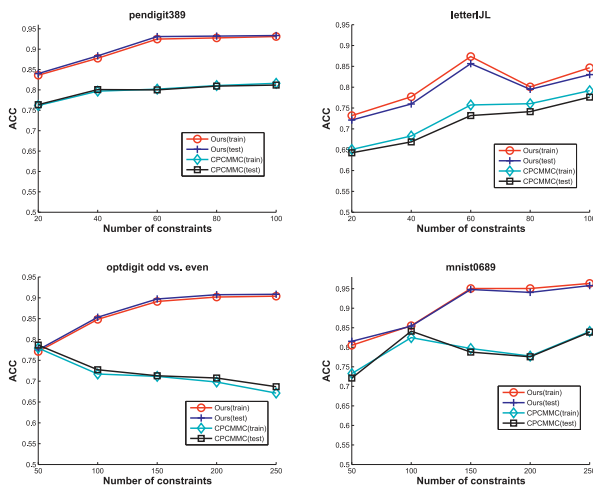 pendigit389
ACC
0.95
0.9
0.85
0.8
0.75
0.7
0.65
0.6
0.55
0.5
20 40 60 80 100
Number of constraints
Ours(train)
Ours(test)
CPCMMC(train)
CPCMMC(test)
letterIJL
ACC
0.95
0.9
0.85
0.8
0.75
0.7
0.65
0.6
0.55
0.5
20 40 60 80 100
Number of constraints
Ours(train)
Ours(test)
CPCMMC(train)
CPCMMC(test)
optdigit odd vs. even
ACC
0.95
0.9
0.85
0.8
0.75
0.7
0.65
0.6
0.55
0.5
50 100 150 200 250
Number of constraints
Ours(train)
Ours(test)
CPCMMC(train)
CPCMMC(test)
mnist0689
ACC
0.95
0.9
0.85
0.8
0.75
0.7
0.65
0.6
0.55
0.5
50 100 150 200 250
Number of constraints
Ours(train)
Ours(test)
CPCMMC(train)
CPCMMC(test)